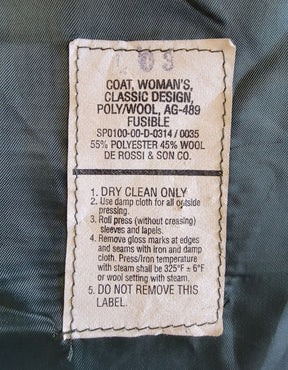 COAT, WOMAN'S,
CLASSIC DESIGN,
POLY/WOOL, AG-489
FUSIBLE
SPO100-00-D-0314 / 0035
55% POLYESTER 45% WOOL
DE ROSSI & SON CO.
1. DRY CLEAN ONLY
2. Use damp cloth for all outside
pressing.
3. Roll press (without creasing)
sleeves and lapels.
4. Remove gloss marks at edges
and seams with iron and damp
cloth. Press/Iron temperature
with steam shall be 325°F ± 6°F
or wool setting with steam.
5. DO NOT REMOVE THIS
LABEL.